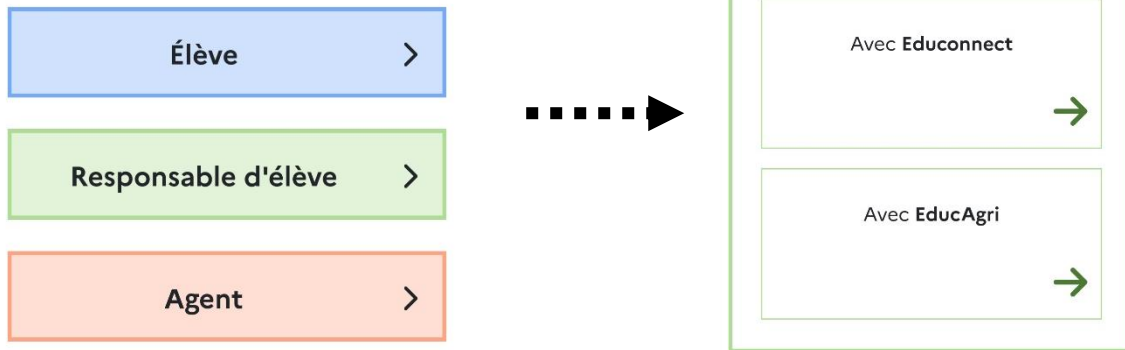 Élève
Responsable d'élève
Agent
Avec Educonnect
Avec EducAgri